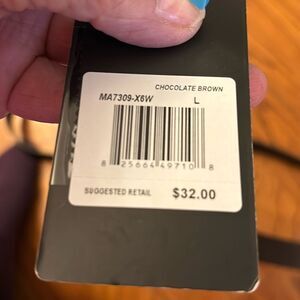 CHOCOLATE BROWN
MA7309-X6W L
8 25664 49710 8
SUGGESTED RETAIL $32.00